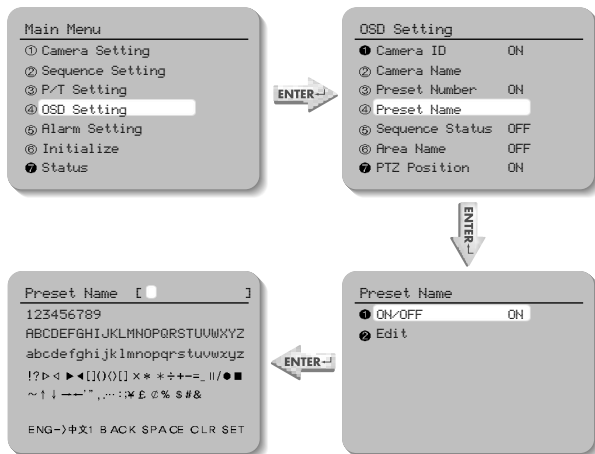 Main Menu
① Camera Setting
② Sequence Setting
③ P/T Setting
④ OSD Setting
⑤ Alarm Setting
⑥ Initialize
❼ Status
ENTER↵
OSD Setting
❶ Camera ID ON
② Camera Name
③ Preset Number ON
④ Preset Name
⑤ Sequence Status OFF
⑥ Area Name OFF
❼ PTZ Position ON
ENTER↵
Preset Name
❶ ON/OFF ON
❷ Edit
ENTER↵
Preset Name [ ]
123456789
ABCDEFGHIJKLMNOPQRSTUVWXYZ
abcdefghijklmnopqrstuvwxyz
!?▷◁ ▶◀[]()⟨⟩[] × * *÷+-=_ II/●■
~↑↓→←'",.…:;¥ £ ¢% $#&
ENG->中文1 BACK SPACE CLR SET